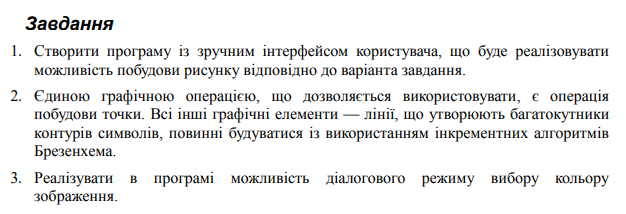 Завдання
1. Створити програму із зручним інтерфейсом користувача, що буде реалізовувати
можливість побудови рисунку відповідно до варіанта завдання.
2. Єдиною графічною операцією, що дозволяється використовувати, є операція
побудови точки. Всі інші графічні елементи — лінії, що утворюють багатокутники
контурів символів, повинні будуватися із використанням інкрементних алгоритмів
Брезенхема.
3. Реалізувати в програмі можливість діалогового режиму вибору кольору
зображення.